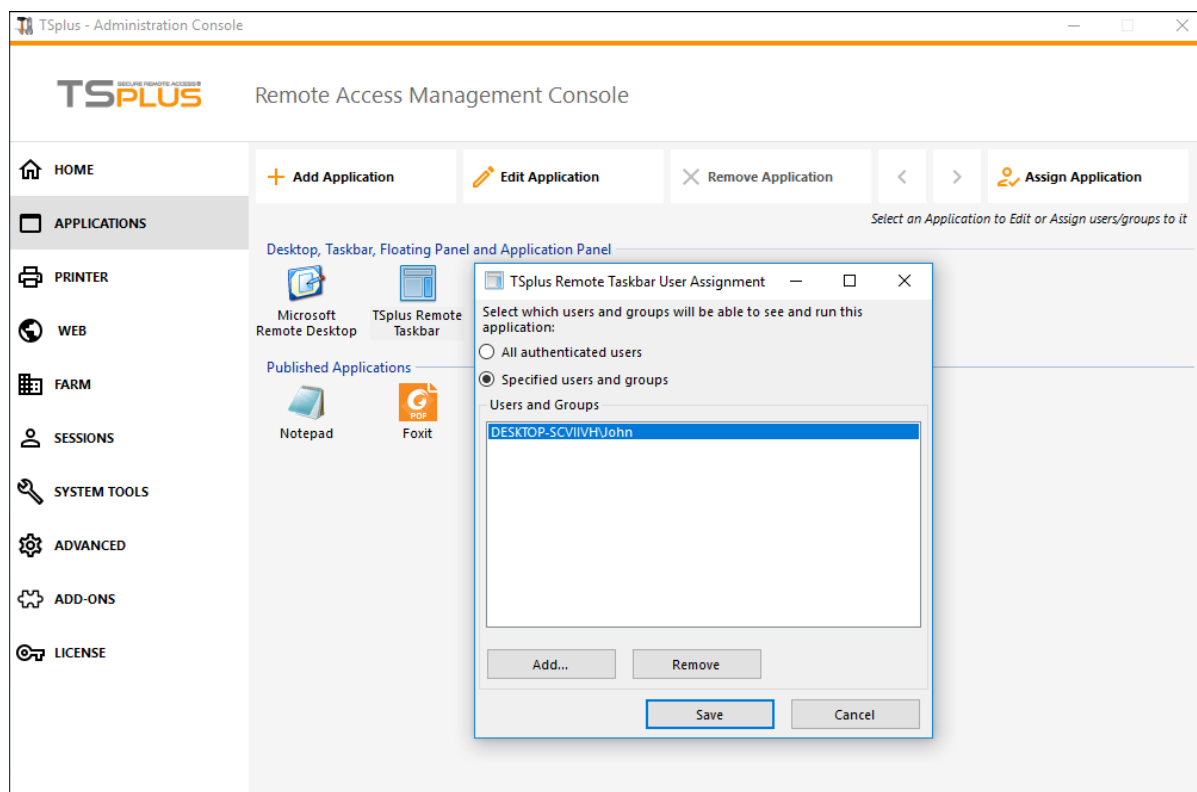 TSplus - Administration Console
TSPLUS
SECURE REMOTE ACCESS®
Remote Access Management Console
HOME
APPLICATIONS
PRINTER
WEB
FARM
SESSIONS
SYSTEM TOOLS
ADVANCED
ADD-ONS
LICENSE
Add Application
Edit Application
Remove Application
Assign Application
Select an Application to Edit or Assign users/groups to it
Desktop, Taskbar, Floating Panel and Application Panel
Microsoft
Remote Desktop
TSplus Remote
Taskbar
Published Applications
Notepad
PDF
Foxit
TSplus Remote Taskbar User Assignment
Select which users and groups will be able to see and run this
application:
All authenticated users
Specified users and groups
Users and Groups
DESKTOP-SCVIIVH\John
Add...
Remove
Save
Cancel